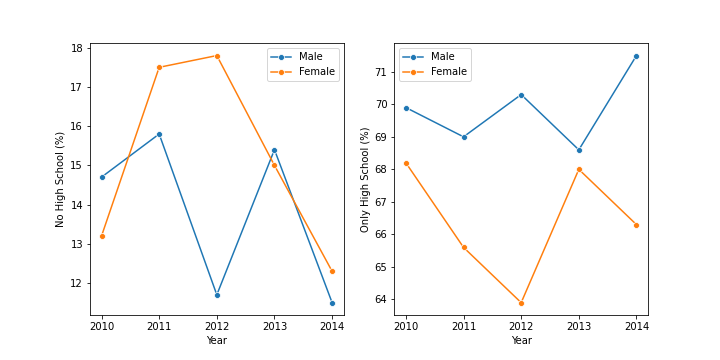 18
17
16
15
14
13
12
No High School (%)
2010 2011 2012 2013 2014
Year
Male
Female
71
70
69
68
67
66
65
64
Only High School (%)
2010 2011 2012 2013 2014
Year
Male
Female